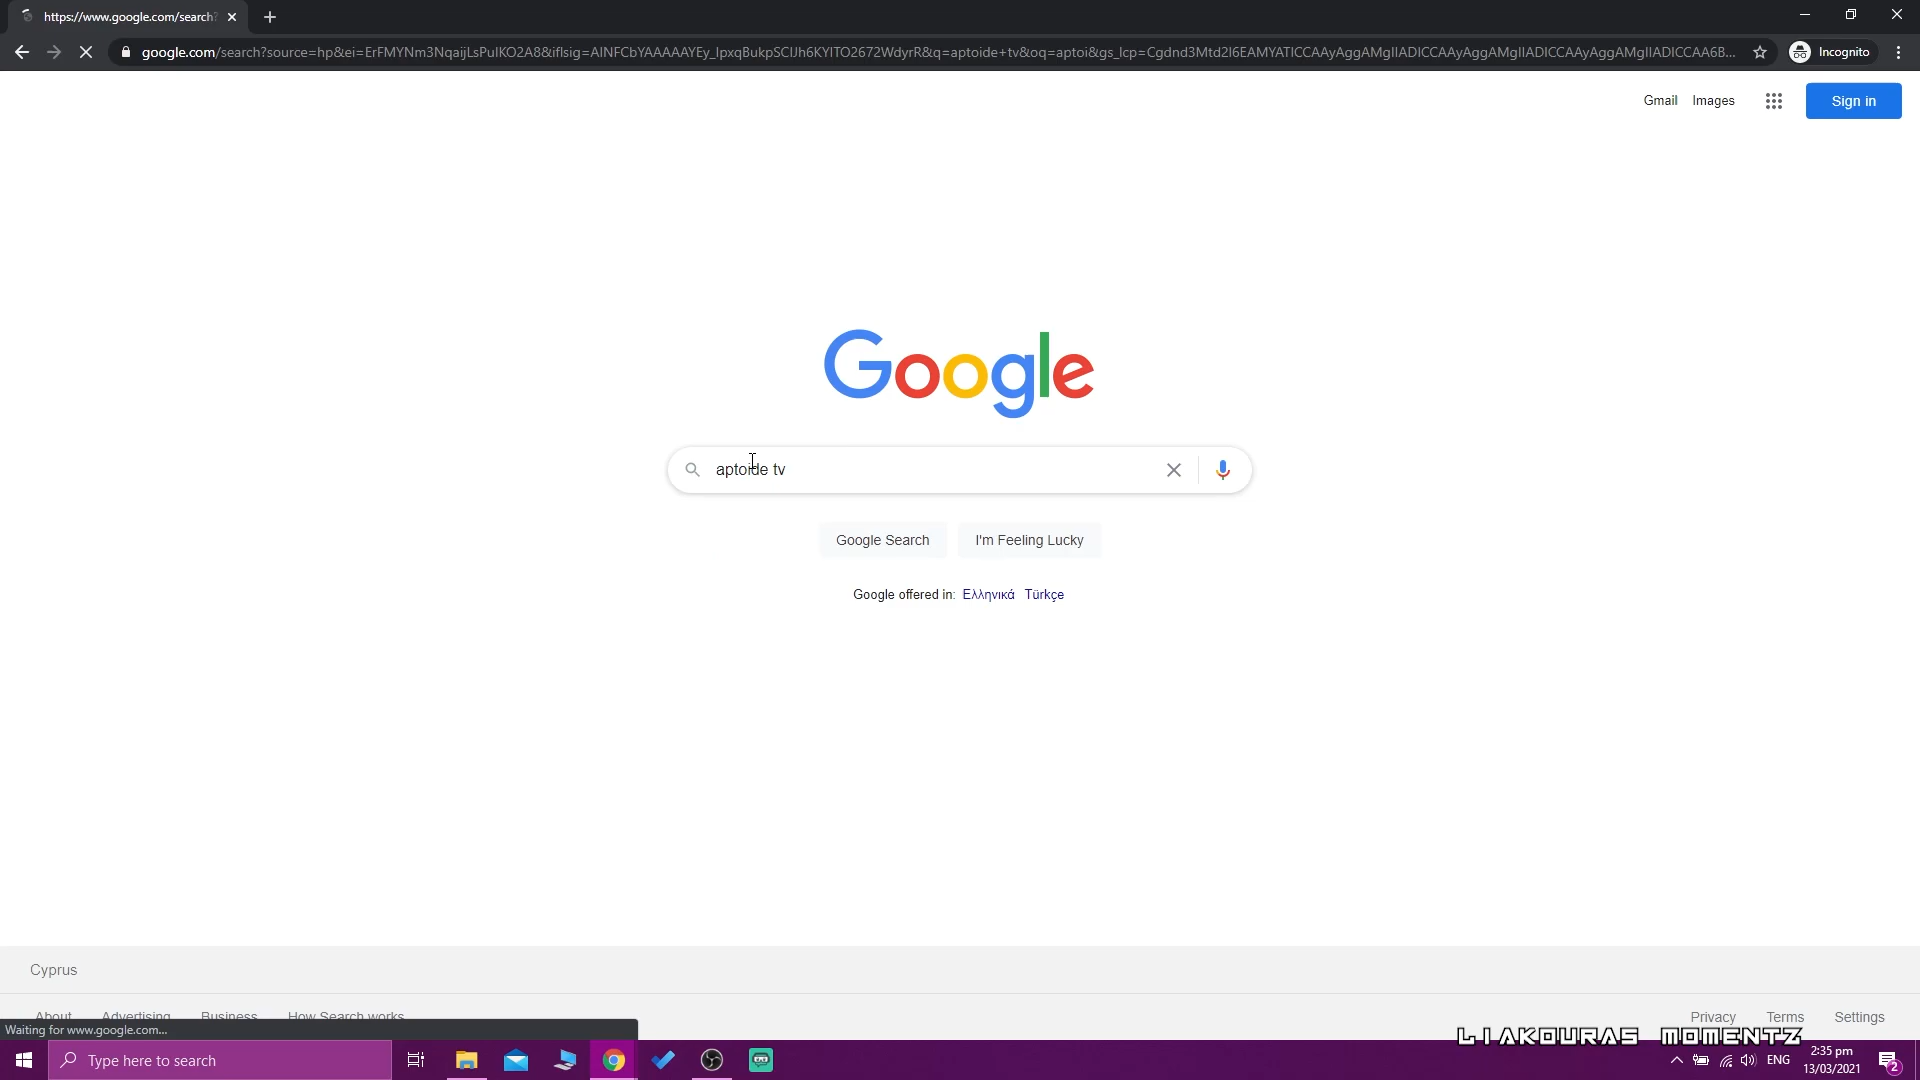 https://www.google.com/search?
google.com/search?source=hp&ei=ErFMYNm3NqaijLsPulKO2A8&iflsig=AINFCbYAAAAAYEy_IpxqBukpSCIJh6KYITO2672WdyrR&q=aptoide+tv&oq=aptoi&gs_lcp=Cgdnd3Mtd2l6EAMYATICCAAyAggAMgIIADICCAAyAggAMgIIADICCAAyAggAMgIIADICCAA6B...
Incognito
Gmail Images Sign in
Google
aptoide tv
Google Search I'm Feeling Lucky
Google offered in: Ελληνικά Türkçe
Cyprus
About Advertising Business How Search works Privacy Terms Settings
Waiting for www.google.com...
LIAKOURAS MOMENTZ
Type here to search
ENG
2:35 pm
13/03/2021
2